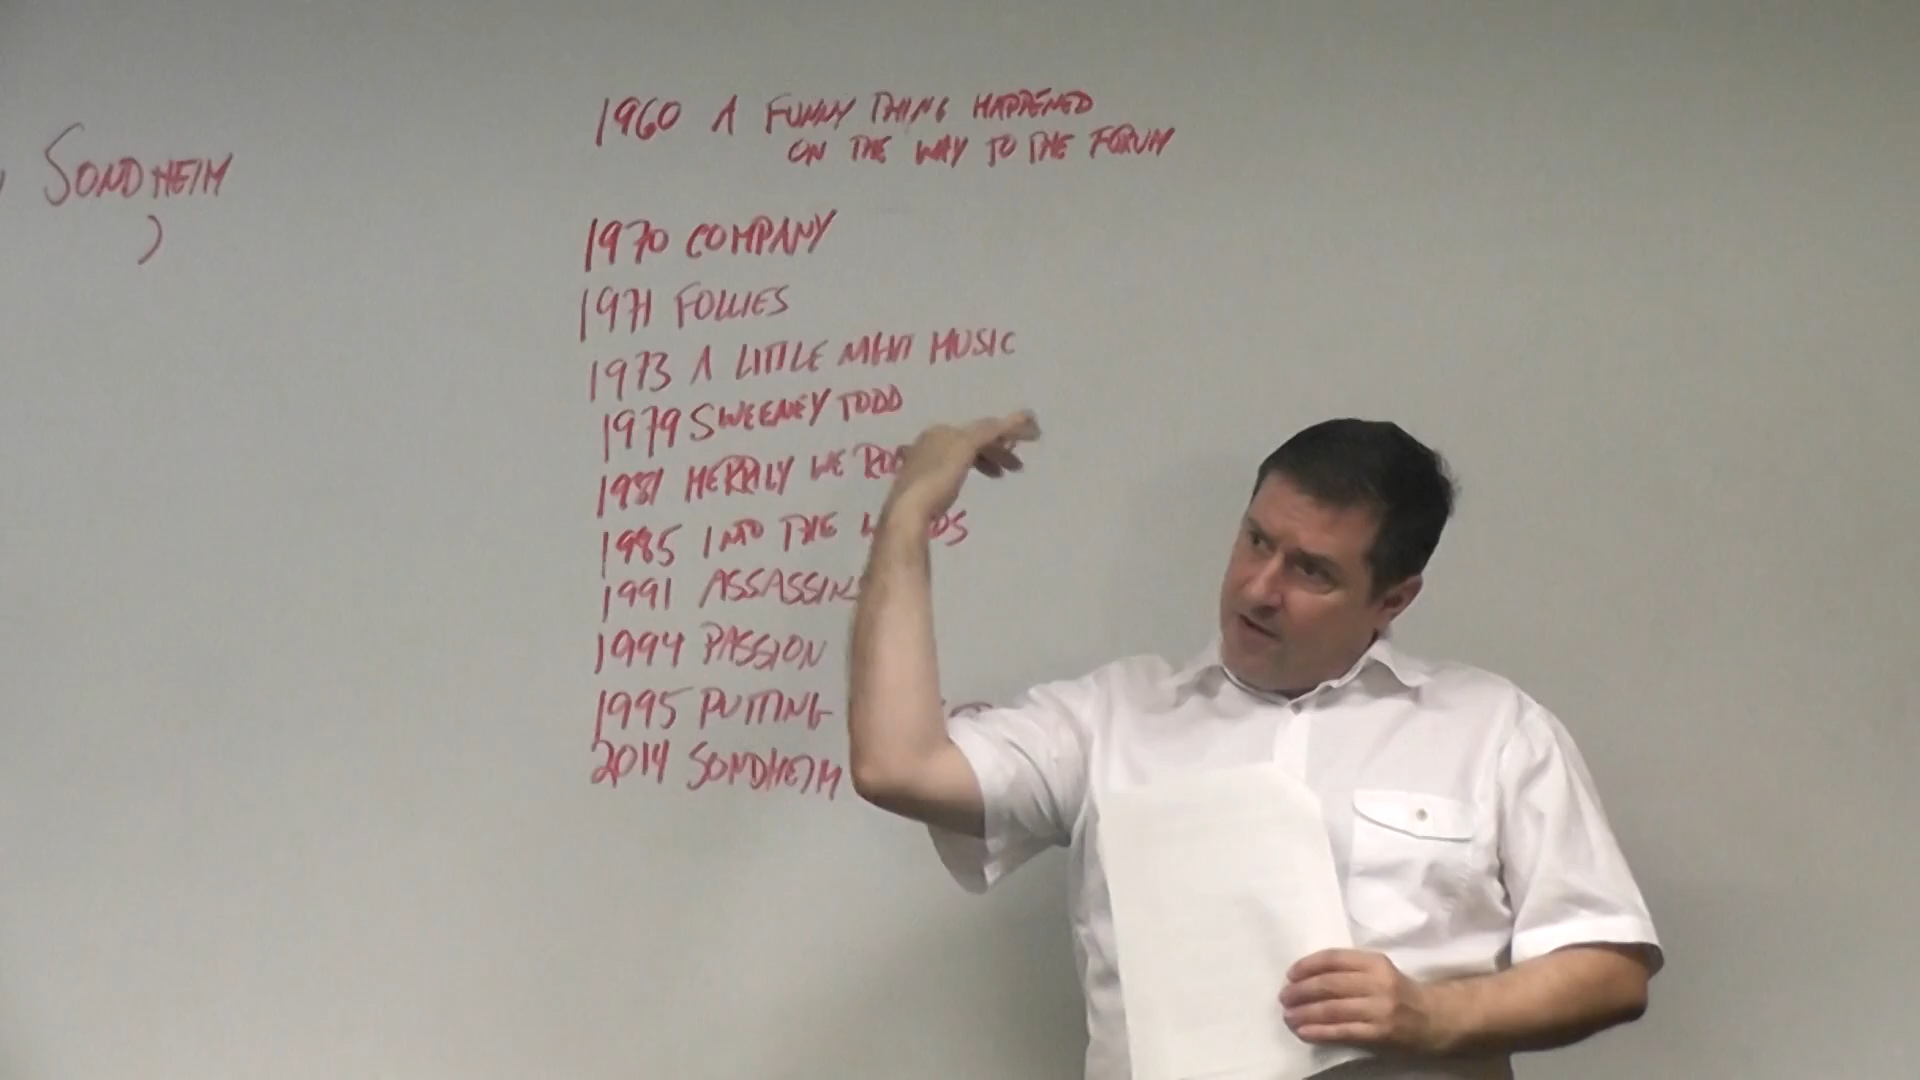 SONDHEIM
)
1960 A FUNNY THING HAPPENED
ON THE WAY TO THE FORUM
1970 COMPANY
1971 FOLLIES
1973 A LITTLE NIGHT MUSIC
1979 SWEENEY TODD
1981 MERRILY WE
1985 INTO THE
1991 ASSASSINS
1994 PASSION
1995 PUTTING
2014 SONDHEIM